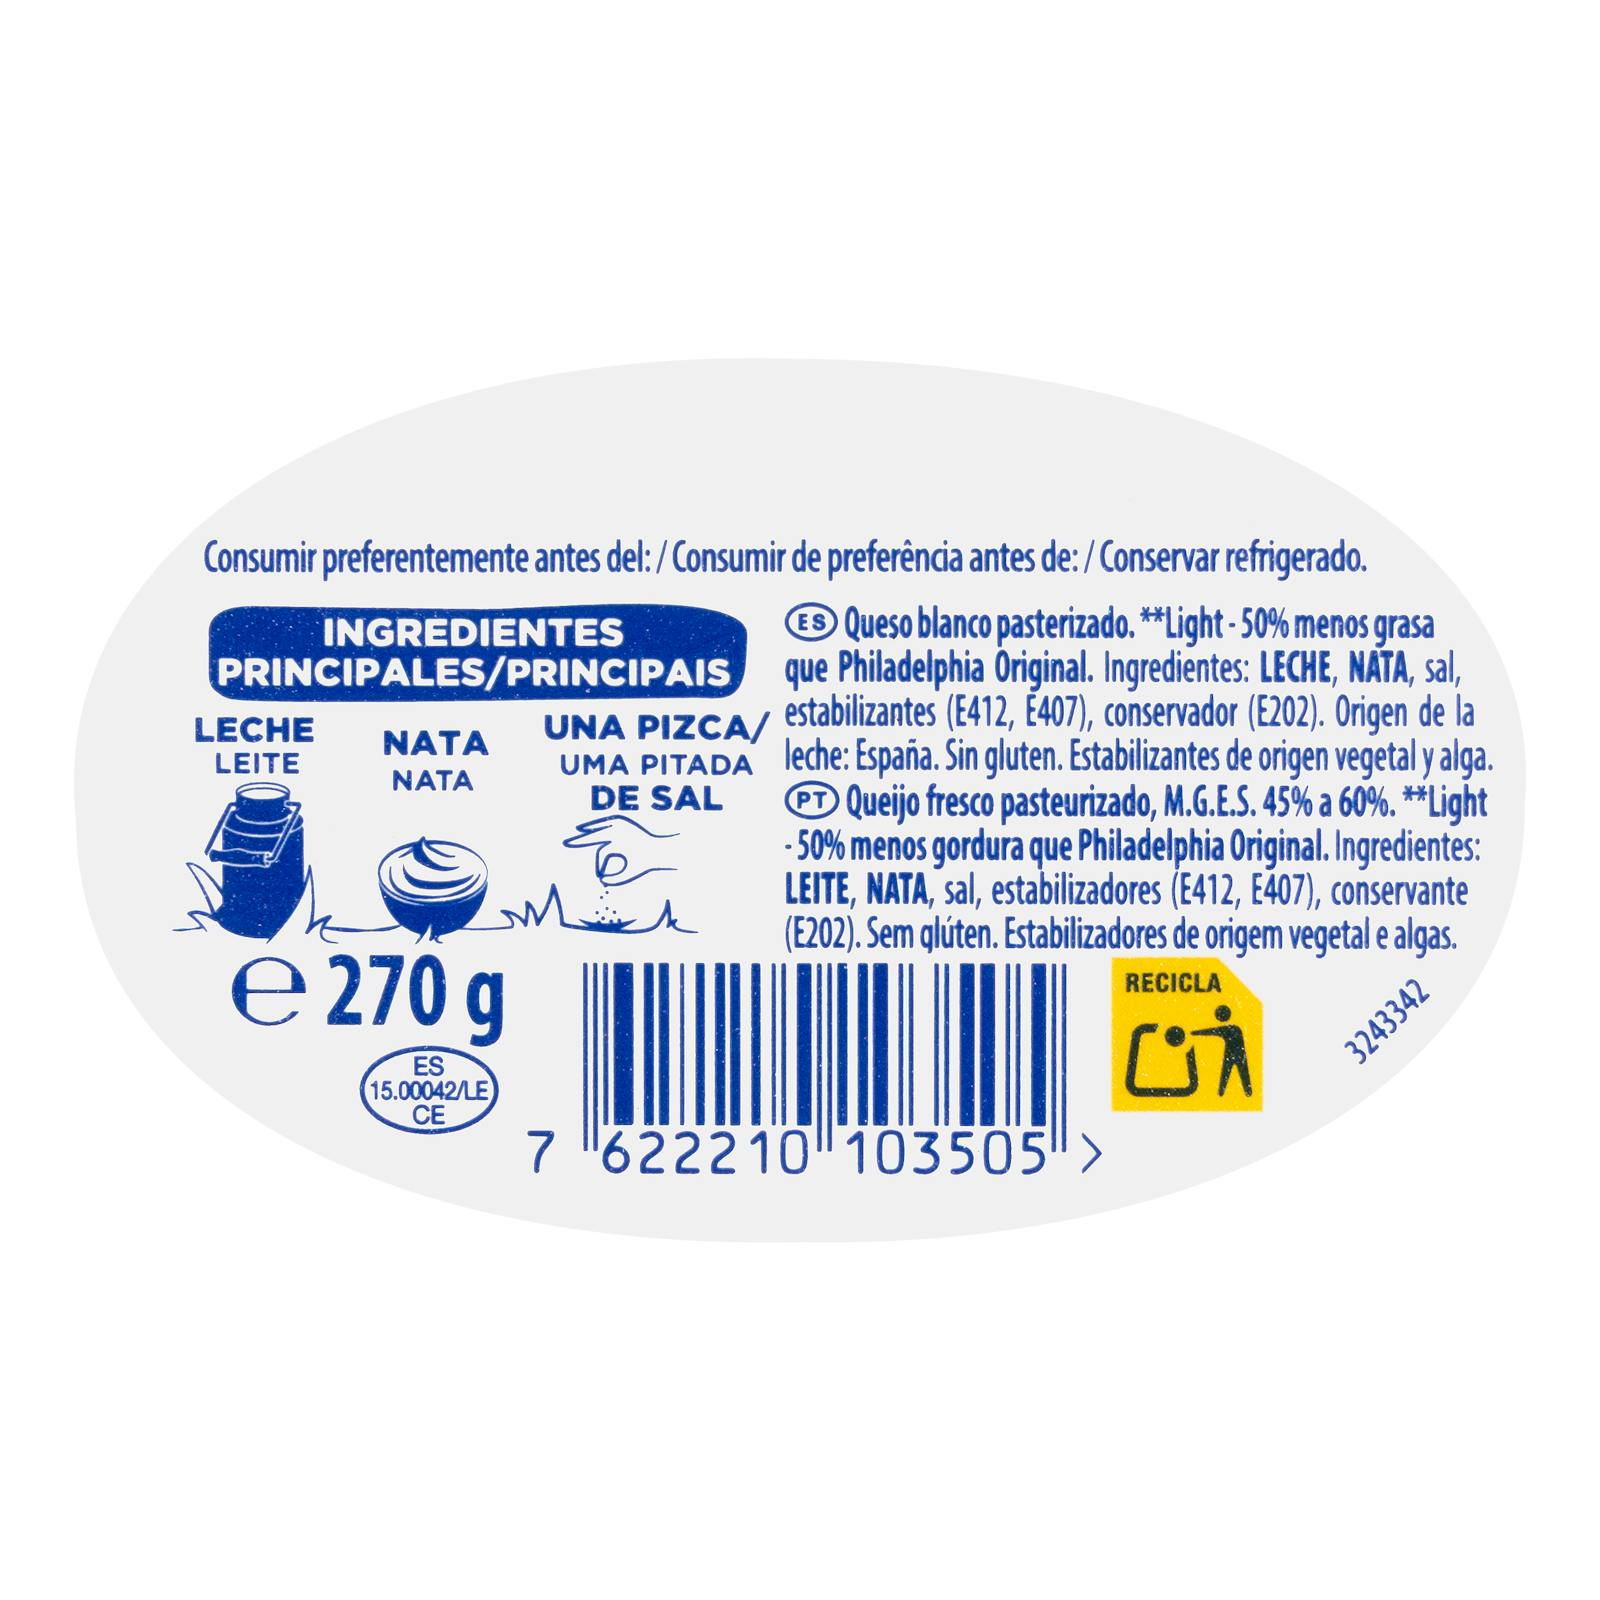 Consumir preferentemente antes del: / Consumir de preferência antes de: / Conservar refrigerado.
INGREDIENTES
PRINCIPALES/PRINCIPAIS
LECHE
LEITE
NATA
NATA
UNA PIZCA/
UMA PITADA
DE SAL
ES Queso blanco pasterizado. **Light - 50% menos grasa
que Philadelphia Original. Ingredientes: LECHE, NATA, sal,
estabilizantes (E412, E407), conservador (E202). Origen de la
leche: España. Sin gluten. Estabilizantes de origen vegetal y alga.
PT Queijo fresco pasteurizado, M.G.E.S. 45% a 60%. **Light
- 50% menos gordura que Philadelphia Original. Ingredientes:
LEITE, NATA, sal, estabilizadores (E412, E407), conservante
(E202). Sem glúten. Estabilizadores de origem vegetal e algas.
℮ 270 g
ES
15.00042/LE
CE
7 622210 103505 >
RECICLA
3243342